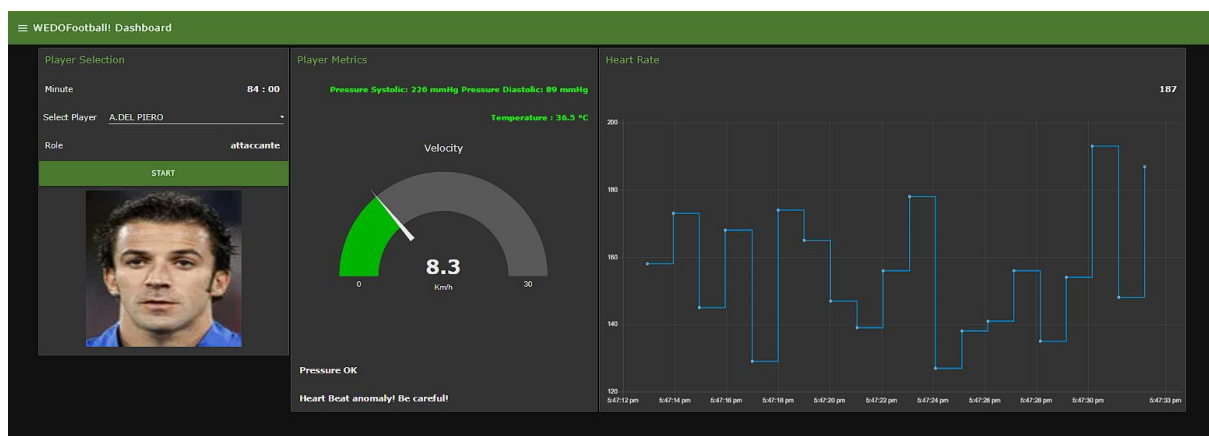 ≡ WEDOFootball! Dashboard
Player Selection
Minute 84 : 00
Select Player A.DEL PIERO
Role attaccante
START
Player Metrics
Pressure Systolic: 226 mmHg Pressure Diastolic: 89 mmHg
Temperature : 36.5 °C
Velocity
8.3
Km/h
0 30
Pressure OK
Heart Beat anomaly! Be careful!
Heart Rate
187
200
180
160
140
120
5:47:12 pm 5:47:14 pm 5:47:16 pm 5:47:18 pm 5:47:20 pm 5:47:22 pm 5:47:24 pm 5:47:26 pm 5:47:28 pm 5:47:30 pm 5:47:33 pm